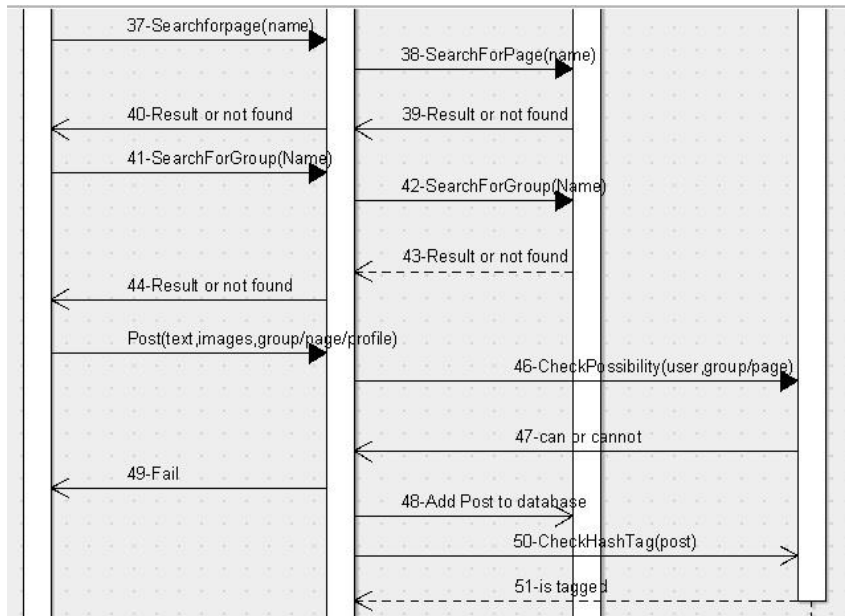 37-Searchforpage(name)
38-SearchForPage(name)
40-Result or not found
39-Result or not found
41-SearchForGroup(Name)
42-SearchForGroup(Name)
43-Result or not found
44-Result or not found
Post(text,images,group/page/profile)
46-CheckPossibility(user,group/page)
47-can or cannot
49-Fail
48-Add Post to database
50-CheckHashTag(post)
51-is tagged